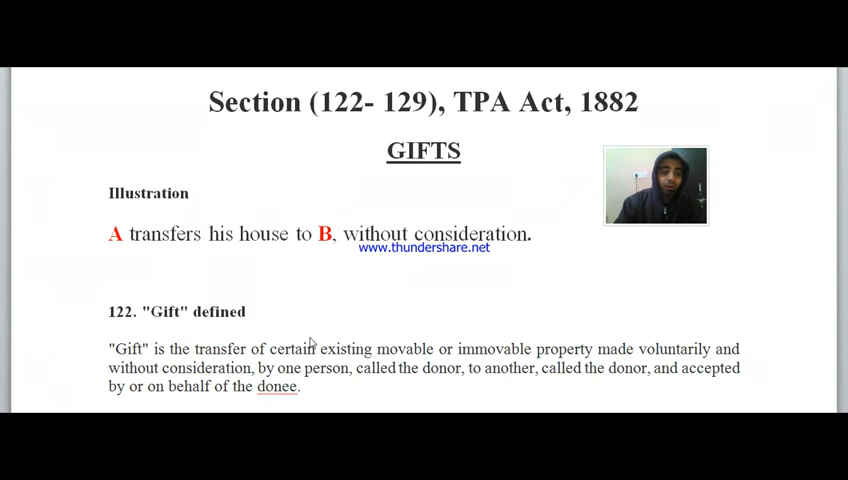 Section (122- 129), TPA Act, 1882
GIFTS
Illustration
A transfers his house to B, without consideration.
www.thundershare.net
122. "Gift" defined
"Gift" is the transfer of certain existing movable or immovable property made voluntarily and
without consideration, by one person, called the donor, to another, called the donor, and accepted
by or on behalf of the donee.